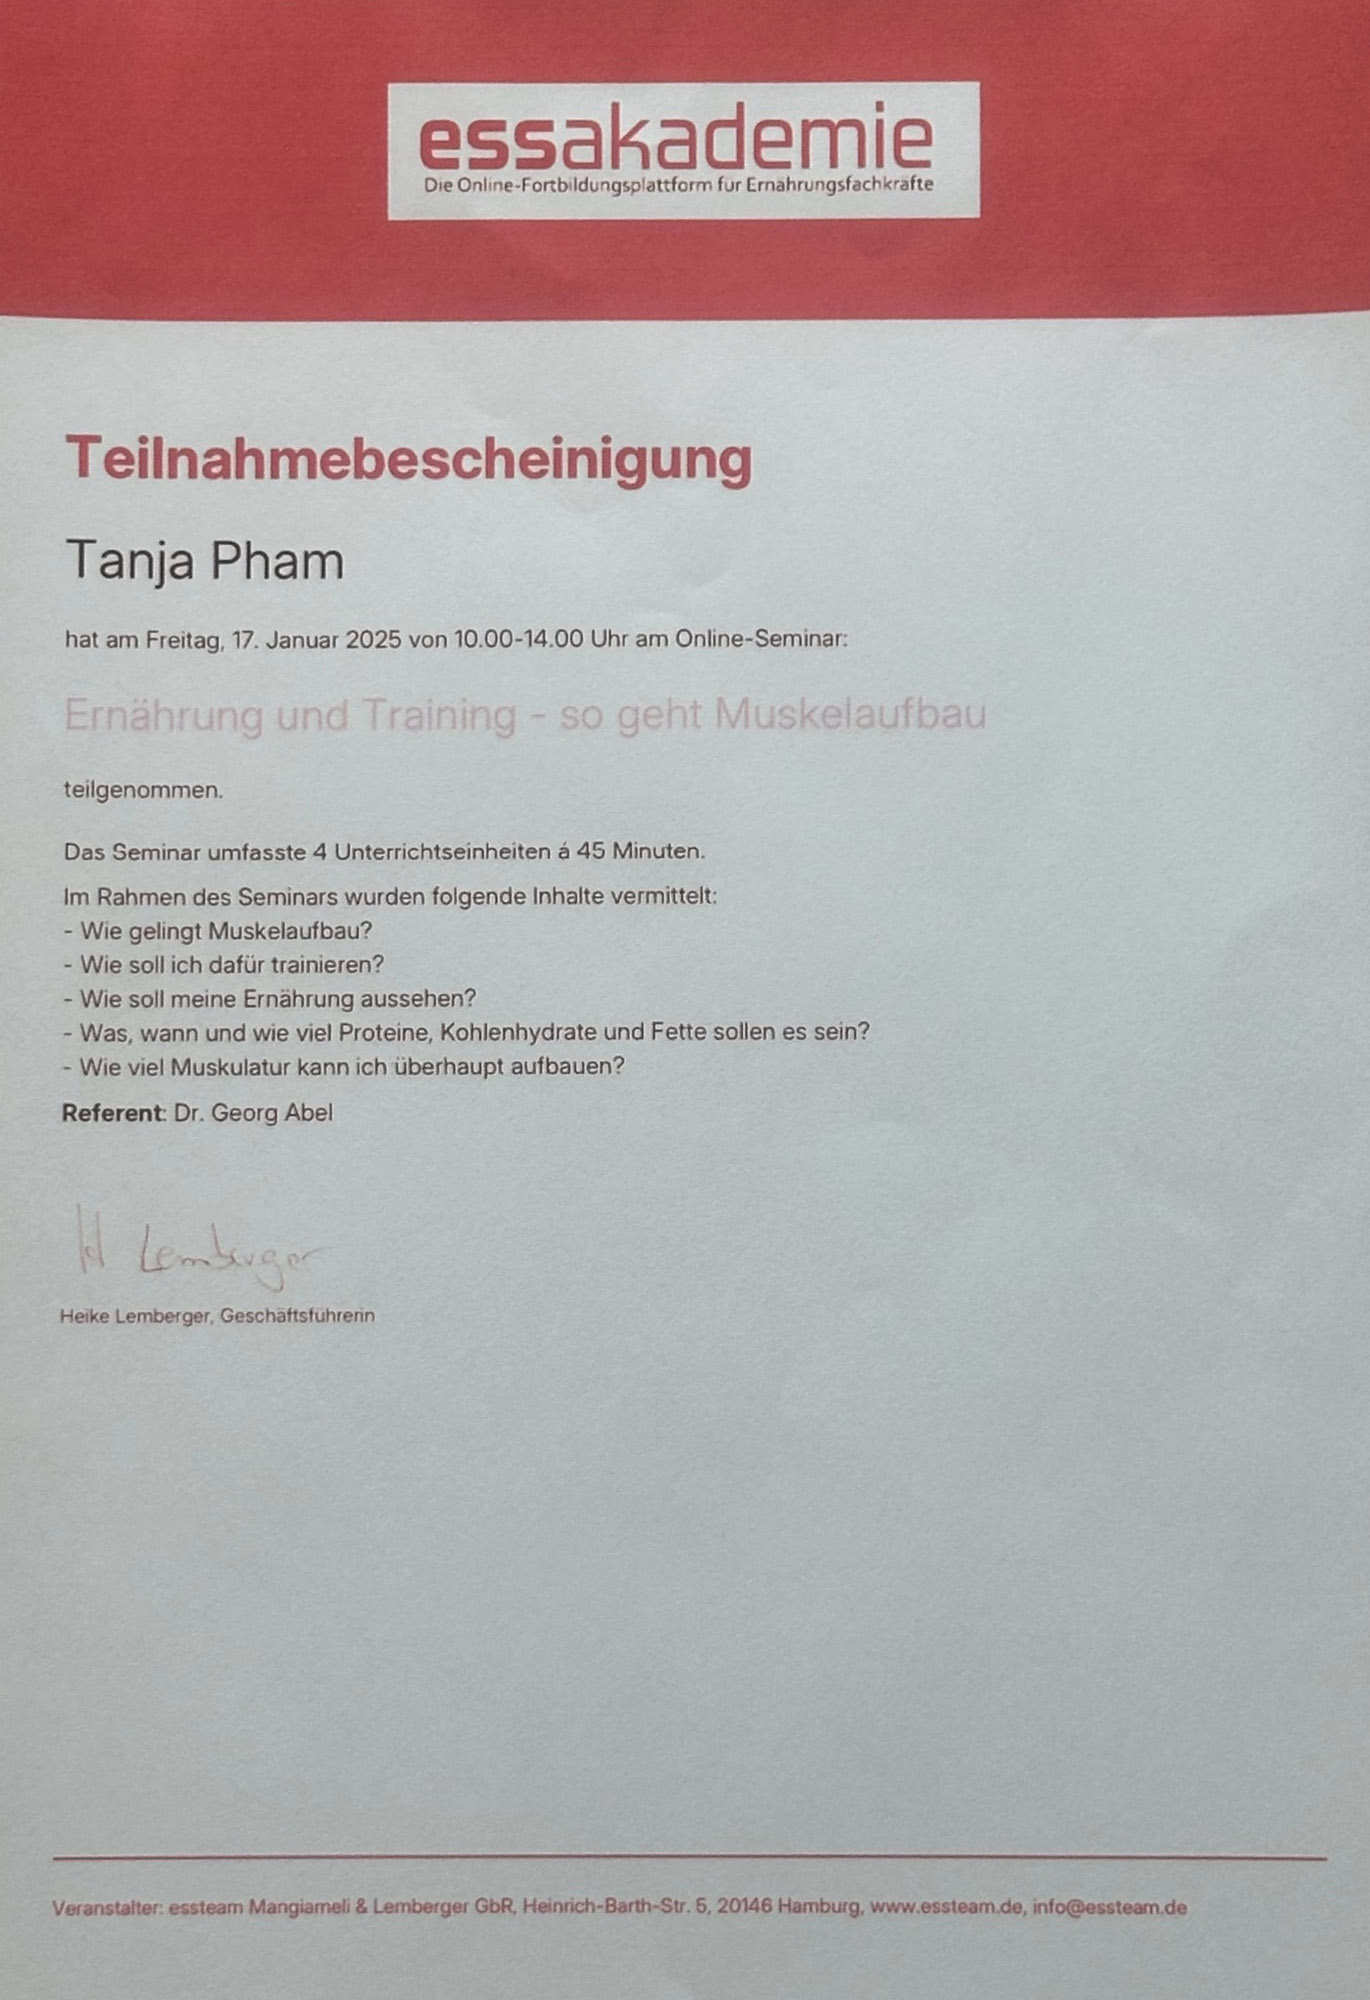 essakademie
Die Online-Fortbildungsplattform für Ernährungsfachkräfte
Teilnahmebescheinigung
Tanja Pham
hat am Freitag, 17. Januar 2025 von 10.00-14.00 Uhr am Online-Seminar:
Ernährung und Training - so geht Muskelaufbau
teilgenommen.
Das Seminar umfasste 4 Unterrichtseinheiten á 45 Minuten.
Im Rahmen des Seminars wurden folgende Inhalte vermittelt:
- Wie gelingt Muskelaufbau?
- Wie soll ich dafür trainieren?
- Wie soll meine Ernährung aussehen?
- Was, wann und wie viel Proteine, Kohlenhydrate und Fette sollen es sein?
- Wie viel Muskulatur kann ich überhaupt aufbauen?
Referent: Dr. Georg Abel
H Lemberger
Heike Lemberger, Geschäftsführerin
Veranstalter: essteam Mangiameli & Lemberger GbR, Heinrich-Barth-Str. 5, 20146 Hamburg, www.essteam.de, info@essteam.de